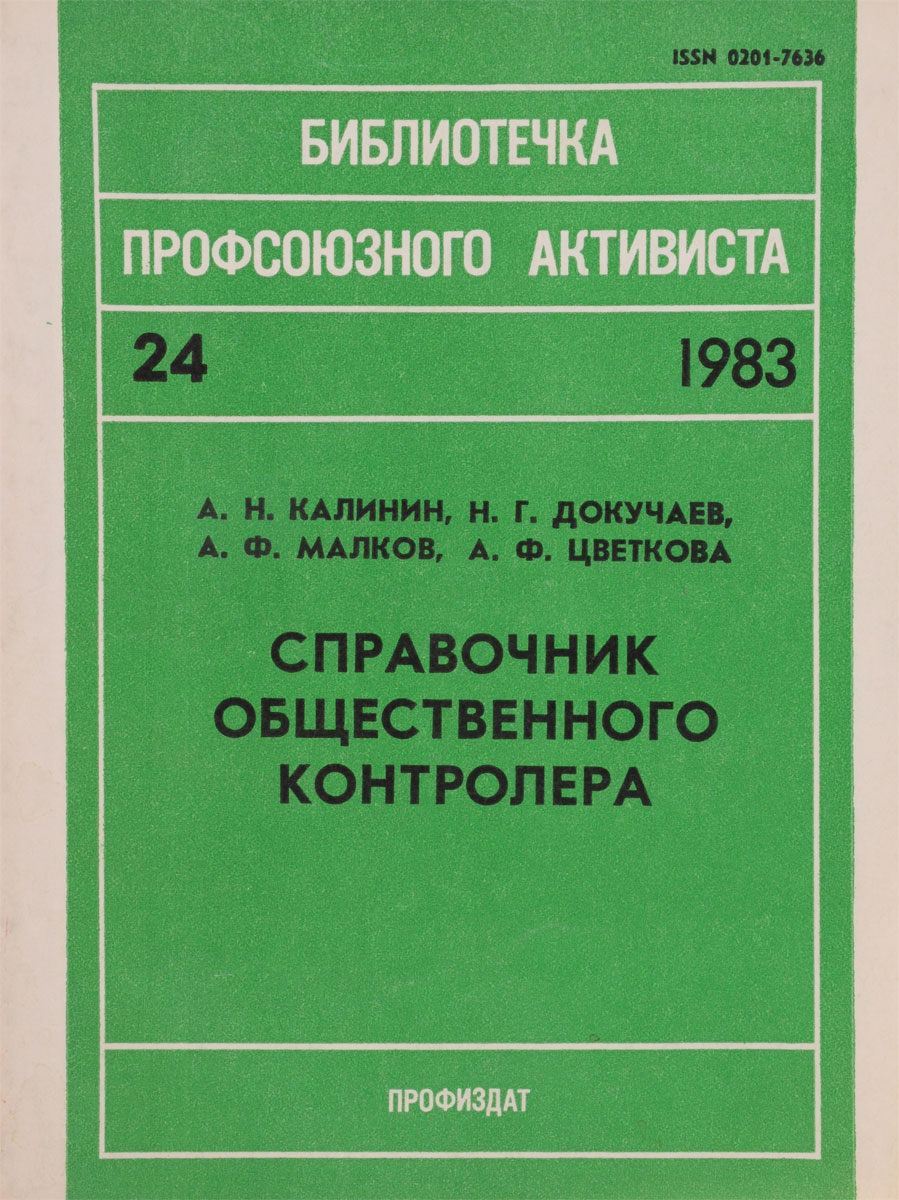 ISSN 0201-7636
БИБЛИОТЕЧКА
ПРОФСОЮЗНОГО АКТИВИСТА
24 1983
А. Н. КАЛИНИН, Н. Г. ДОКУЧАЕВ,
А. Ф. МАЛКОВ, А. Ф. ЦВЕТКОВА
СПРАВОЧНИК
ОБЩЕСТВЕННОГО
КОНТРОЛЕРА
ПРОФИЗДАТ